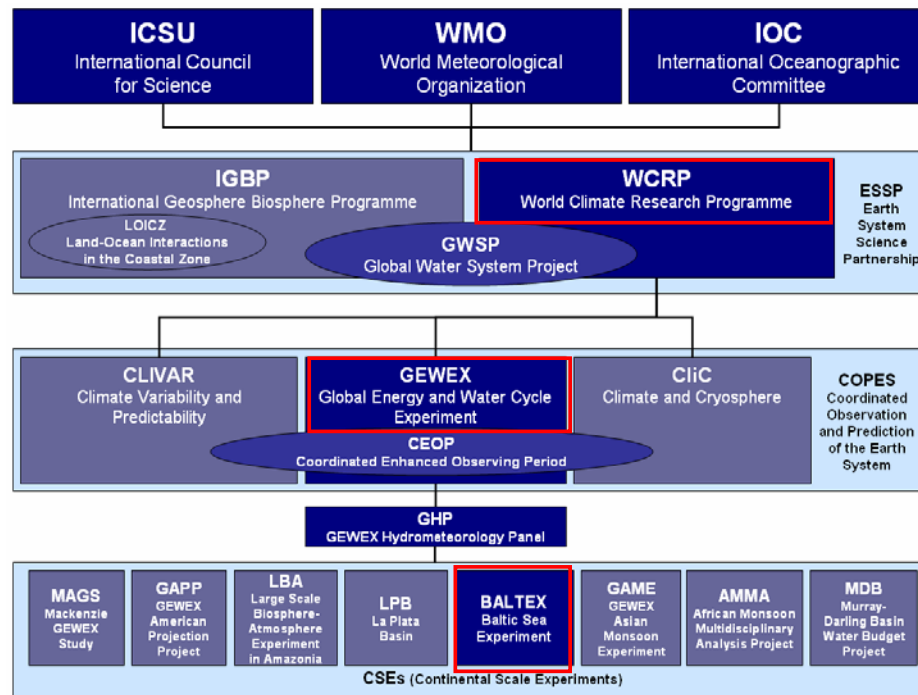 ICSU
International Council
for Science
WMO
World Meteorological
Organization
IOC
International Oceanographic
Committee
IGBP
International Geosphere Biosphere Programme
LOICZ
Land-Ocean Interactions
in the Coastal Zone
WCRP
World Climate Research Programme
GWSP
Global Water System Project
ESSP
Earth
System
Science
Partnership
CLIVAR
Climate Variability and
Predictability
GEWEX
Global Energy and Water Cycle
Experiment
CliC
Climate and Cryosphere
CEOP
Coordinated Enhanced Observing Period
COPES
Coordinated
Observation
and Prediction
of the Earth
System
GHP
GEWEX Hydrometeorology Panel
MAGS
Mackenzie
GEWEX
Study
GAPP
GEWEX
American
Projection
Project
LBA
Large Scale
Biosphere-
Atmosphere
Experiment
in Amazonia
LPB
La Plata
Basin
BALTEX
Baltic Sea
Experiment
GAME
GEWEX
Asian
Monsoon
Experiment
AMMA
African Monsoon
Multidisciplinary
Analysis Project
MDB
Murray-
Darling Basin
Water Budget
Project
CSEs (Continental Scale Experiments)